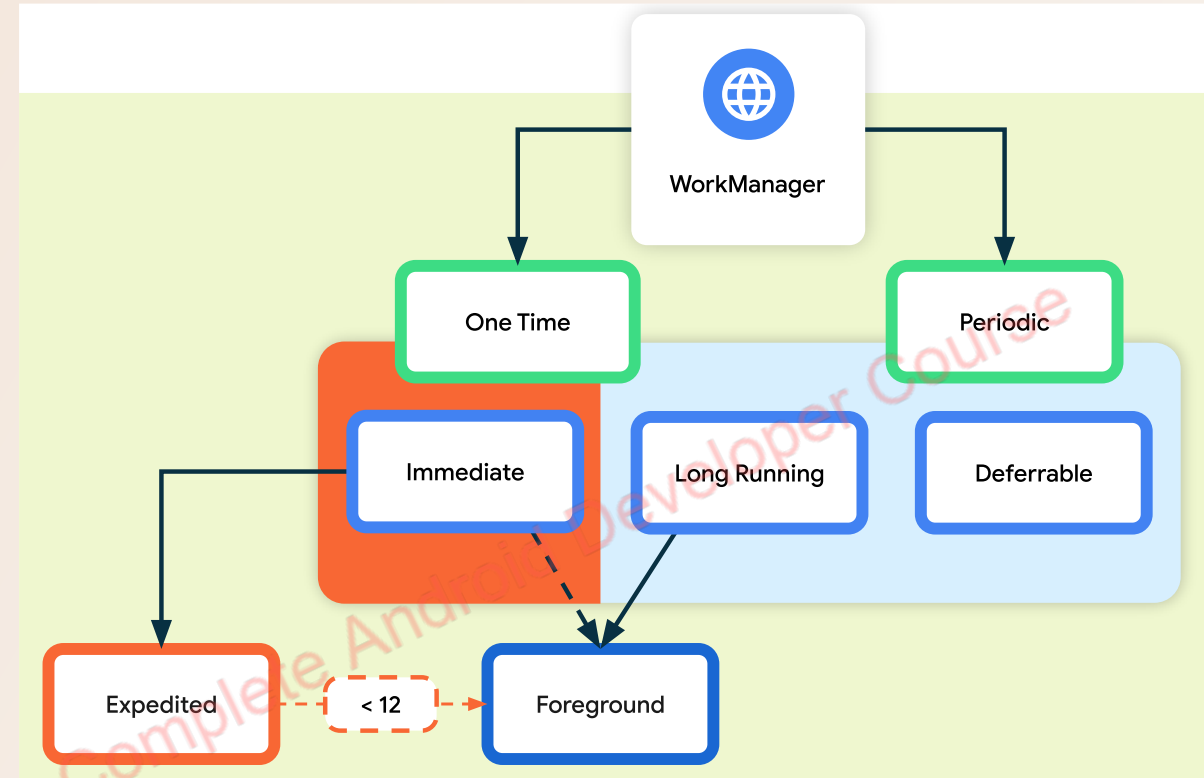 WorkManager
One Time
Periodic
Immediate
Long Running
Deferrable
Expedited
< 12
Foreground
Complete Android Developer Course